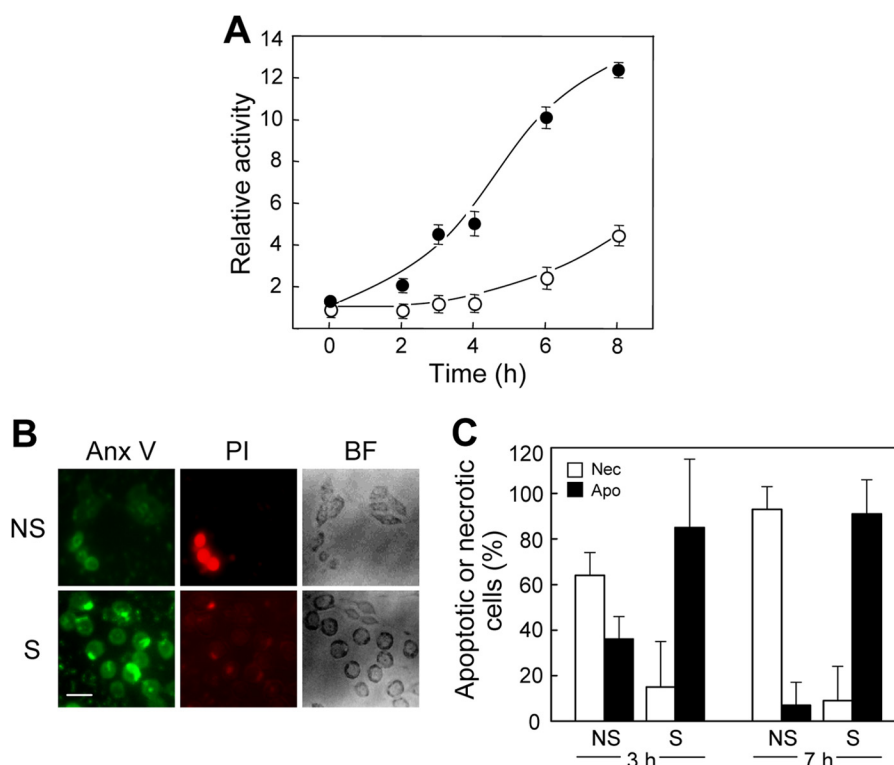 A
Relative activity
14
12
10
8
6
4
2
0 2 4 6 8
Time (h)
B
Anx V PI BF
NS
S
C
Apoptotic or necrotic
cells (%)
120
100
80
60
40
20
0
Nec
Apo
NS S NS S
3 h 7 h